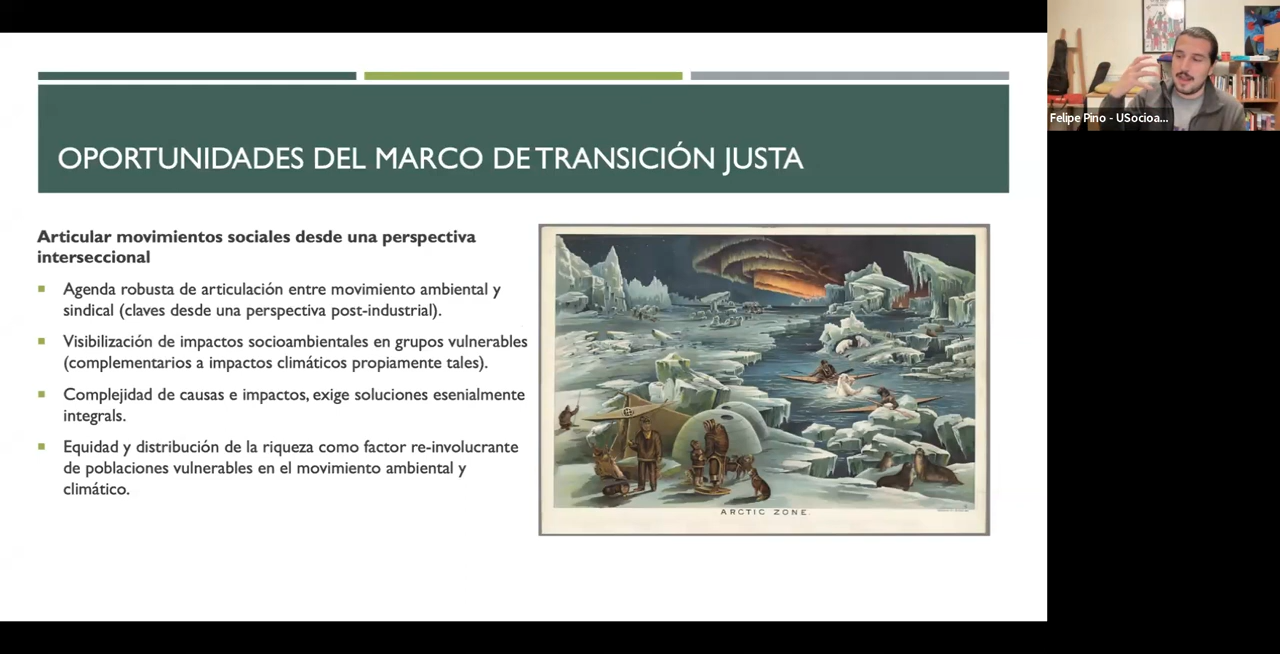 Felipe Pino - USocioa...
OPORTUNIDADES DEL MARCO DE TRANSICIÓN JUSTA
Articular movimientos sociales desde una perspectiva
interseccional
Agenda robusta de articulación entre movimiento ambiental y
sindical (claves desde una perspectiva post-industrial).
Visibilización de impactos socioambientales en grupos vulnerables
(complementarios a impactos climáticos propiamente tales).
Complejidad de causas e impactos, exige soluciones esenialmente
integrals.
Equidad y distribución de la riqueza como factor re-involucrante
de poblaciones vulnerables en el movimiento ambiental y
climático.
ARCTIC ZONE.